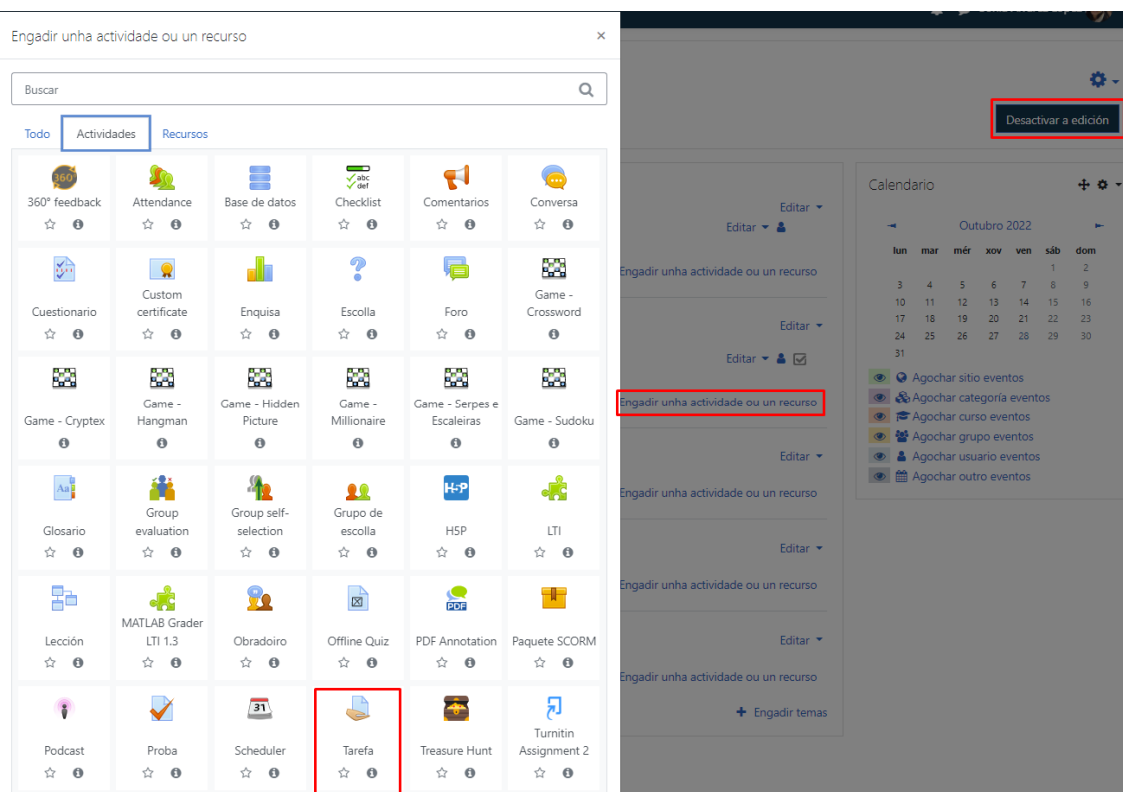 Engadir unha actividade ou un recurso
×
Buscar
Todo Actividades Recursos
360° feedback
Attendance
Base de datos
Checklist
Comentarios
Conversa
Cuestionario
Custom
certificate
Enquisa
Escolla
Foro
Game -
Crossword
Game - Cryptex
Game -
Hangman
Game - Hidden
Picture
Game -
Millionaire
Game - Serpes e
Escaleiras
Game - Sudoku
Glosario
Group
evaluation
Group self-
selection
Grupo de
escolla
H5P
LTI
Lección
MATLAB Grader
LTI 1.3
Obradoiro
Offline Quiz
PDF Annotation
Paquete SCORM
Podcast
Proba
Scheduler
Tarefa
Treasure Hunt
Turnitin
Assignment 2
Desactivar a edición
Editar
Editar
Engadir unha actividade ou un recurso
Editar
Editar
Engadir unha actividade ou un recurso
Editar
Engadir unha actividade ou un recurso
Editar
Engadir unha actividade ou un recurso
Editar
Engadir unha actividade ou un recurso
Engadir temas
Calendario
Outubro 2022
lun mar mér xov ven sáb dom
1 2
3 4 5 6 7 8 9
10 11 12 13 14 15 16
17 18 19 20 21 22 23
24 25 26 27 28 29 30
31
Agochar sitio eventos
Agochar categoría eventos
Agochar curso eventos
Agochar grupo eventos
Agochar usuario eventos
Agochar outro eventos